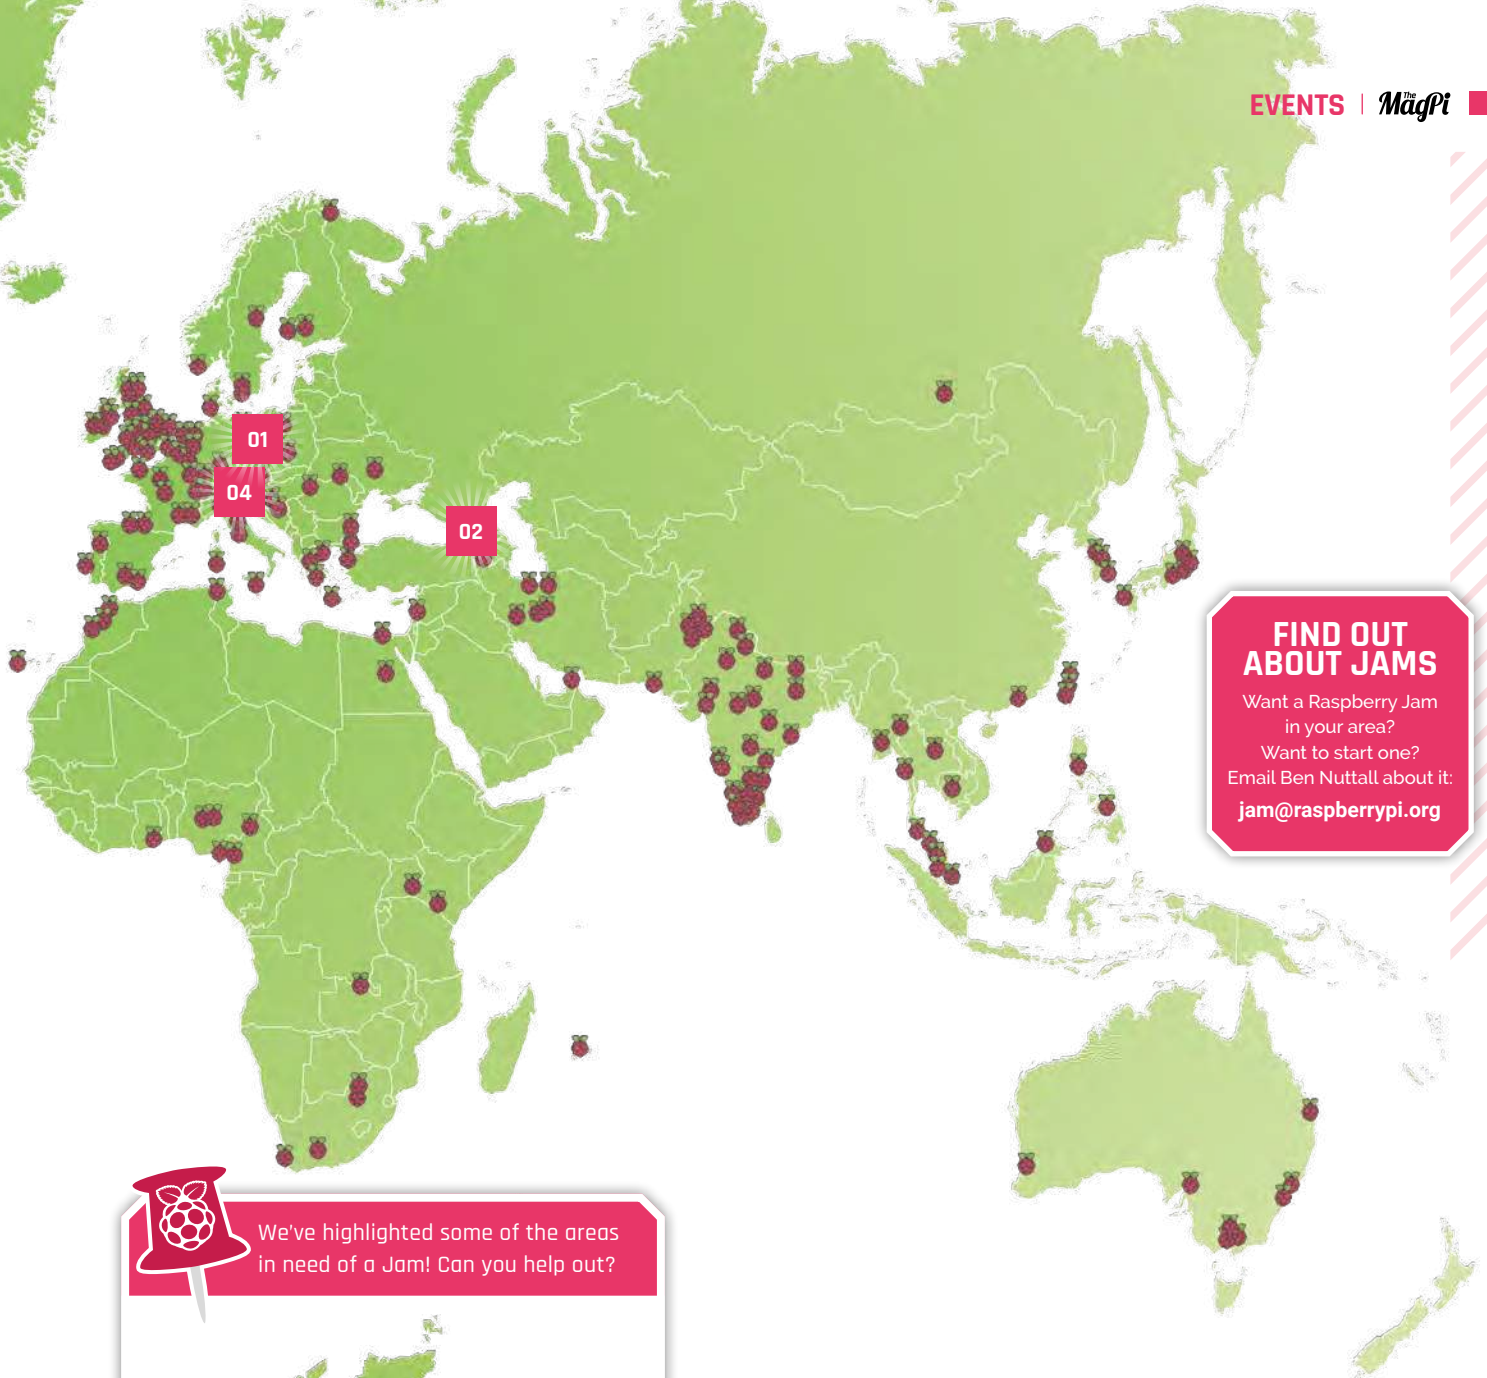 EVENTS
The MagPi
01
04
02
FIND OUT
ABOUT JAMS
Want a Raspberry Jam
in your area?
Want to start one?
Email Ben Nuttall about it:
jam@raspberrypi.org
We've highlighted some of the areas
in need of a Jam! Can you help out?